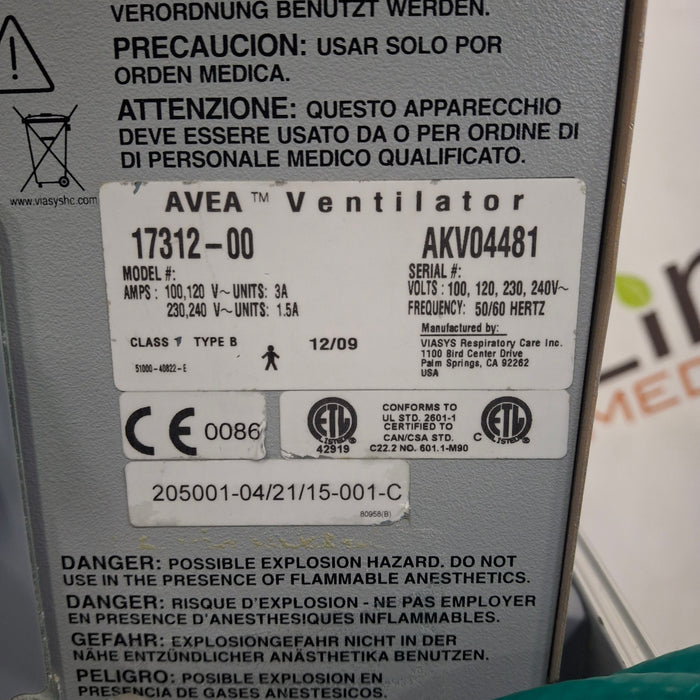 VERORDNUNG BENUTZT WERDEN.
PRECAUCION: USAR SOLO POR
ORDEN MEDICA.
ATTENZIONE: QUESTO APPARECCHIO
DEVE ESSERE USATO DA O PER ORDINE DI
DI PERSONALE MEDICO QUALIFICATO.
www.viasyshc.com
AVEA™ Ventilator
17312-00 AKV04481
MODEL #: SERIAL #:
AMPS : 100,120 V~ UNITS: 3A VOLTS: 100, 120, 230, 240V~
230,240 V~ UNITS: 1.5A FREQUENCY: 50/60 HERTZ
Manufactured by:
CLASS 1 TYPE B 12/09 VIASYS Respiratory Care Inc.
1100 Bird Center Drive
Palm Springs, CA 92262
51000-40822-E USA
CE 0086
ETL LISTED 42919
CONFORMS TO
UL STD. 2601-1
CERTIFIED TO
CAN/CSA STD.
C22.2 NO. 601.1-M90
C ETL LISTED
205001-04/21/15-001-C
80958(B)
DANGER: POSSIBLE EXPLOSION HAZARD. DO NOT
USE IN THE PRESENCE OF FLAMMABLE ANESTHETICS.
DANGER: RISQUE D'EXPLOSION - NE PAS EMPLOYER
EN PRESENCE D'ANESTHESIQUES INFLAMMABLES.
GEFAHR: EXPLOSIONGEFAHR NICHT IN DER
NÄHE ENTZÜNDLICHER ANÄSTHETIKA BENUTZEN.
PELIGRO: POSIBLE EXPLOSION EN
PRESENCIA DE GASES ANESTESICOS.
MED